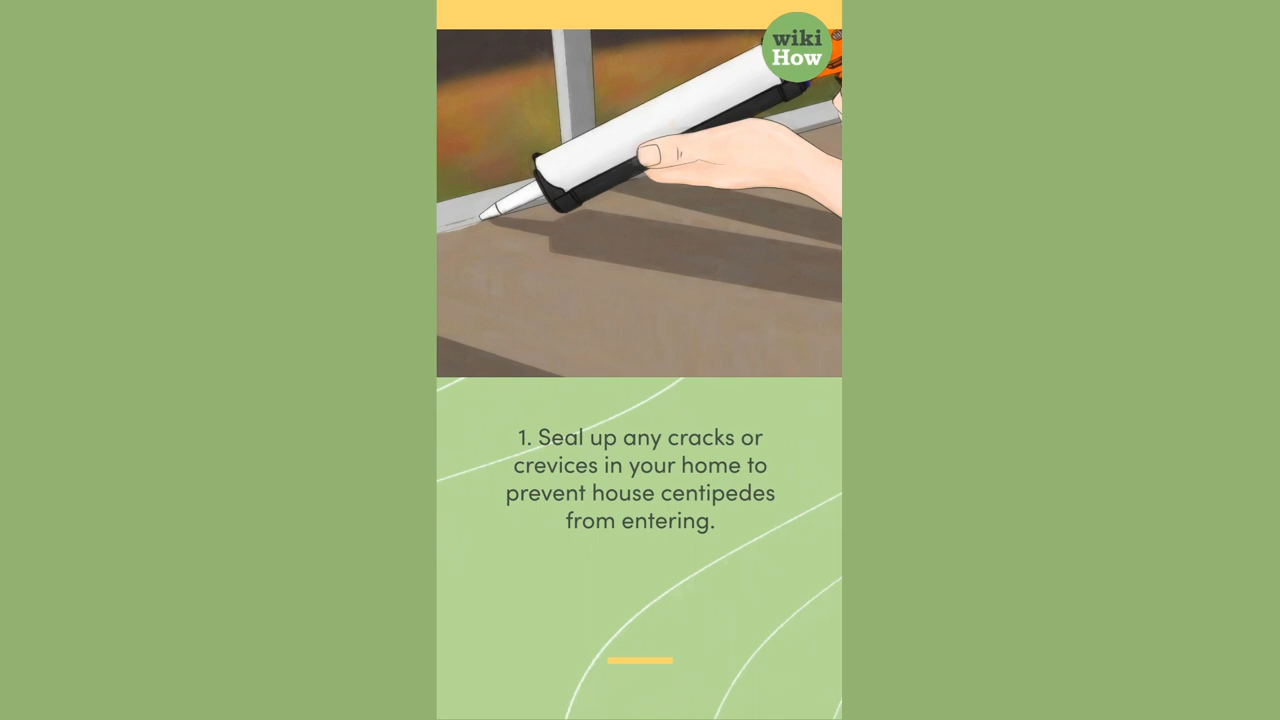 wiki
How
1. Seal up any cracks or
crevices in your home to
prevent house centipedes
from entering.